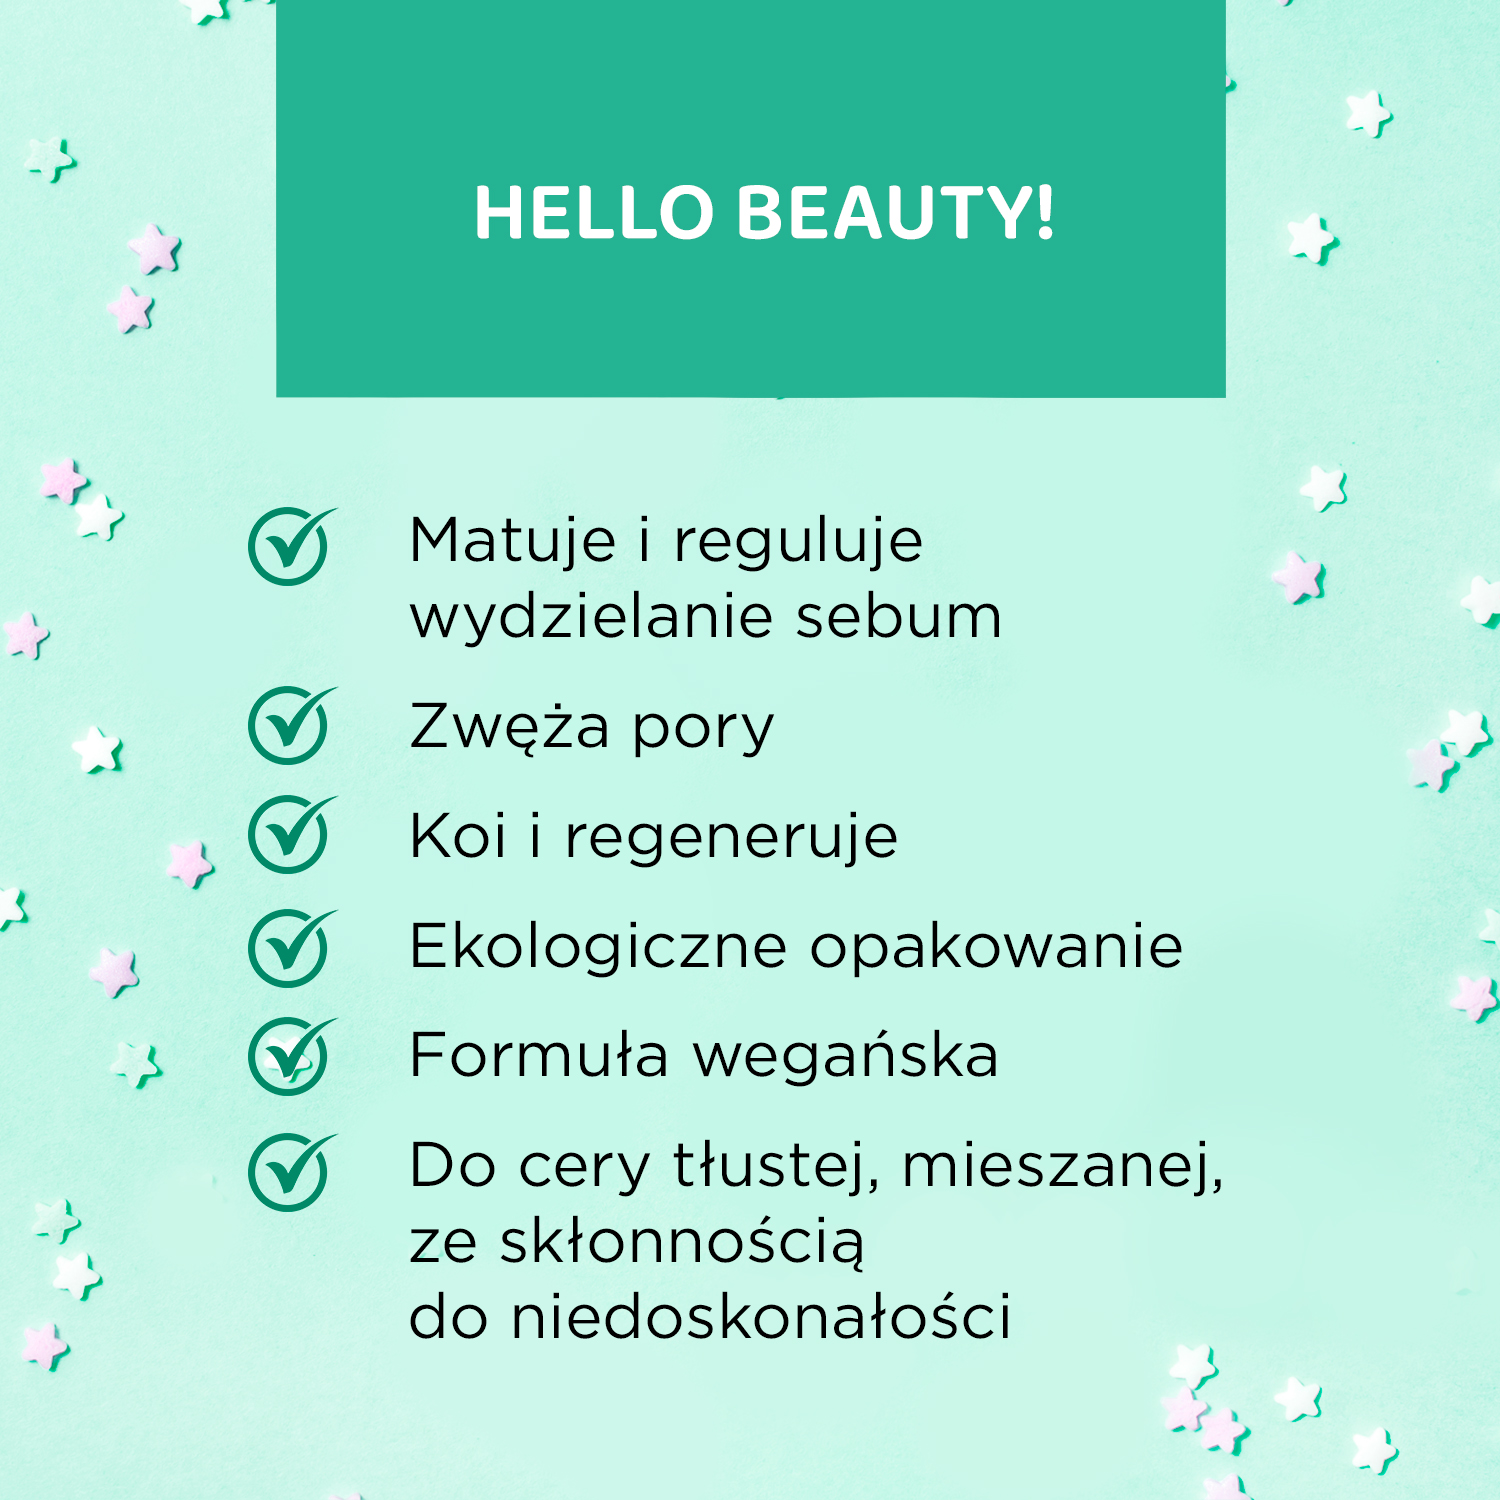 HELLO BEAUTY!
Matuje i reguluje
wydzielanie sebum
Zwęża pory
Koi i regeneruje
Ekologiczne opakowanie
Formuła wegańska
Do cery tłustej, mieszanej,
ze skłonnością
do niedoskonałości